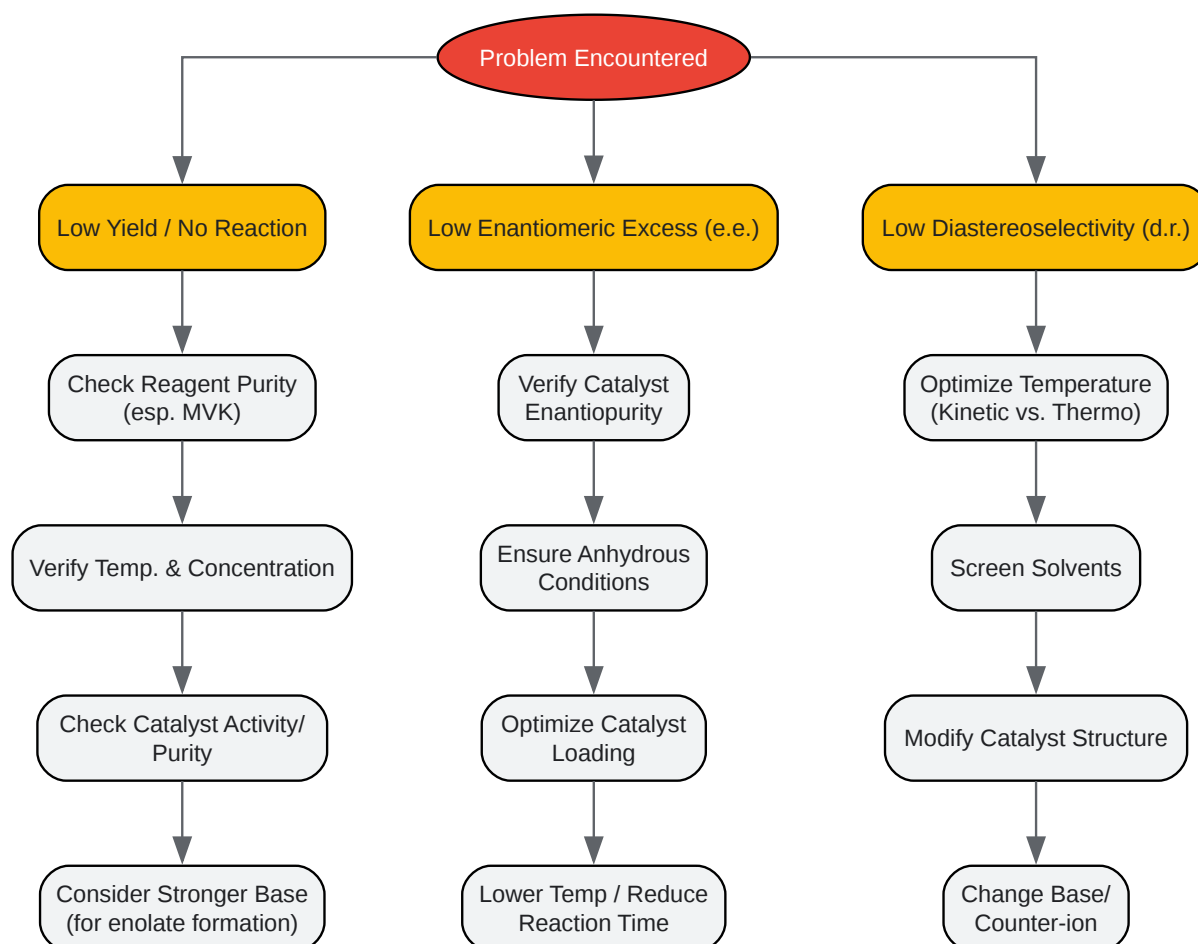 Problem Encountered
Low Yield / No Reaction
Low Enantiomeric Excess (e.e.)
Low Diastereoselectivity (d.r.)
Check Reagent Purity
(esp. MVK)
Verify Catalyst
Enantiopurity
Optimize Temperature
(Kinetic vs. Thermo)
Verify Temp. & Concentration
Ensure Anhydrous
Conditions
Screen Solvents
Check Catalyst Activity/
Purity
Optimize Catalyst
Loading
Modify Catalyst Structure
Consider Stronger Base
(for enolate formation)
Lower Temp / Reduce
Reaction Time
Change Base/
Counter-ion